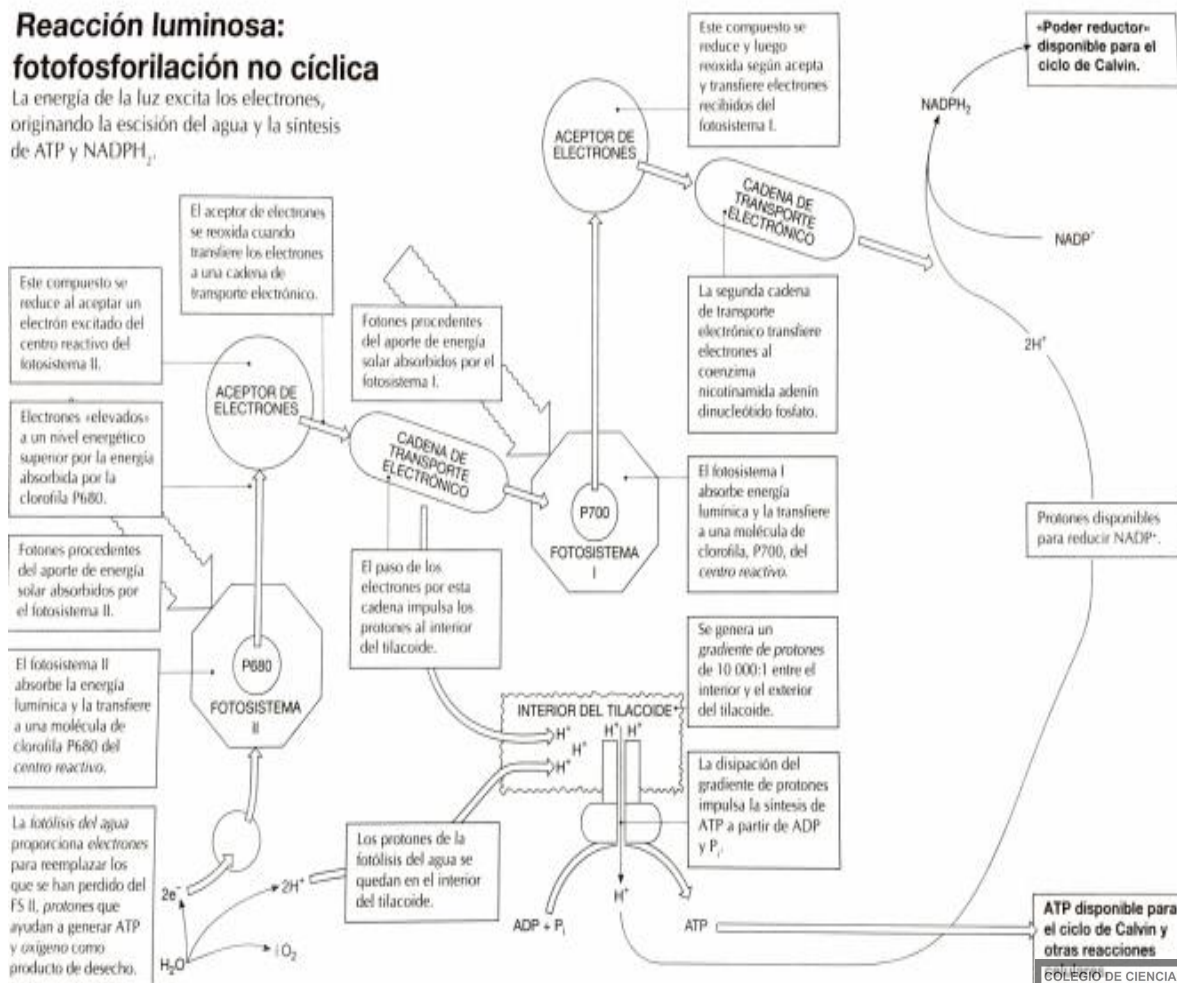 Reacción luminosa:
fotofosforilación no cíclica
La energía de la luz excita los electrones,
originando la escisión del agua y la síntesis
de ATP y NADPH₂.
El aceptor de electrones
se reoxida cuando
transfiere los electrones
a una cadena de
transporte electrónico.
Este compuesto se
reduce al aceptar un
electrón excitado del
centro reactivo del
fotosistema II.
Electrones «elevados»
a un nivel energético
superior por la energía
absorbida por la
clorofila P680.
Fotones procedentes
del aporte de energía
solar absorbidos por
el fotosistema II.
El fotosistema II
absorbe la energía
lumínica y la transfiere
a una molécula de
clorofila P680 del
centro reactivo.
La fotólisis del agua
proporciona electrones
para reemplazar los
que se han perdido del
FS II, protones que
ayudan a generar ATP
y oxígeno como
producto de desecho.
ACEPTOR DE
ELECTRONES
P680
FOTOSISTEMA
II
2e⁻
2H⁺
H₂O
O₂
Fotones procedentes
del aporte de energía
solar absorbidos por el
fotosistema I.
CADENA DE
TRANSPORTE
ELECTRÓNICO
El paso de los
electrones por esta
cadena impulsa los
protones al interior
del tilacoide.
Los protones de la
fotólisis del agua se
quedan en el interior
del tilacoide.
Este compuesto se
reduce y luego
reoxida según acepta
y transfiere electrones
recibidos del
fotosistema I.
ACEPTOR DE
ELECTRONES
CADENA DE
TRANSPORTE
ELECTRÓNICO
La segunda cadena
de transporte
electrónico transfiere
electrones al
coenzima
nicotinamida adenín
dinucleótido fosfato.
P700
FOTOSISTEMA
I
El fotosistema I
absorbe energía
lumínica y la transfiere
a una molécula de
clorofila, P700, del
centro reactivo.
Se genera un
gradiente de protones
de 10 000:1 entre el
interior y el exterior
del tilacoide.
INTERIOR DEL TILACOIDE
H⁺
H⁺
H⁺
H⁺ H⁺
La disipación del
gradiente de protones
impulsa la síntesis de
ATP a partir de ADP
y Pᵢ.
H⁺
ADP + Pᵢ
ATP
«Poder reductor»
disponible para el
ciclo de Calvin.
NADPH₂
NADP⁺
2H⁺
Protones disponibles
para reducir NADP⁺.
ATP disponible para
el ciclo de Calvin y
otras reacciones
COLEGIO DE CIENCIA